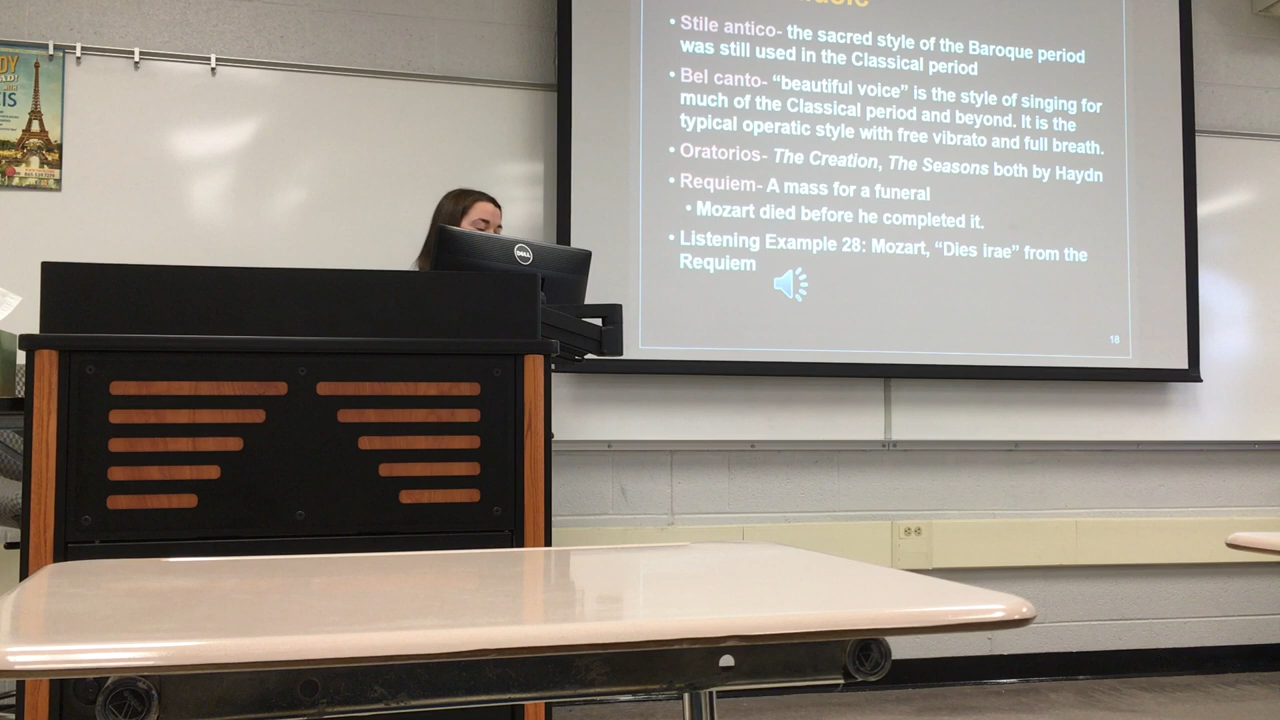 • Stile antico- the sacred style of the Baroque period
was still used in the Classical period
• Bel canto- “beautiful voice” is the style of singing for
much of the Classical period and beyond. It is the
typical operatic style with free vibrato and full breath.
• Oratorios- The Creation, The Seasons both by Haydn
• Requiem- A mass for a funeral
• Mozart died before he completed it.
• Listening Example 28: Mozart, “Dies irae” from the
Requiem
18
DELL